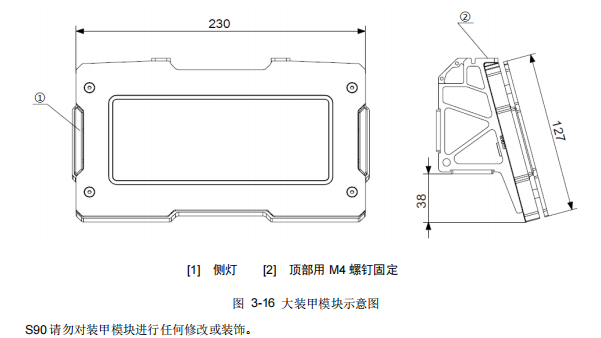 230
②
①
127
38
[1] 侧灯 [2] 顶部用 M4 螺钉固定
图 3-16 大装甲模块示意图
S90 请勿对装甲模块进行任何修改或装饰。